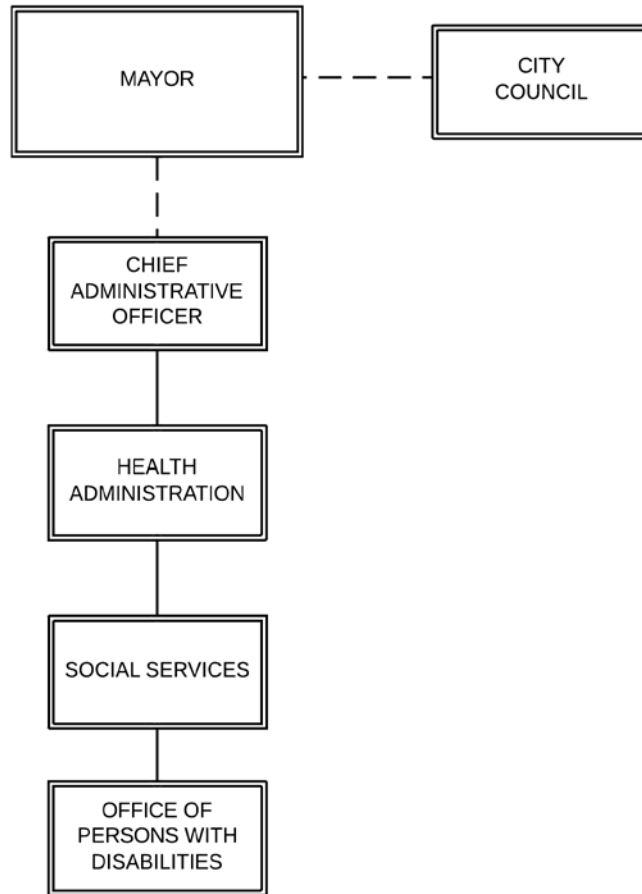 MAYOR
CITY
COUNCIL
CHIEF
ADMINISTRATIVE
OFFICER
HEALTH
ADMINISTRATION
SOCIAL SERVICES
OFFICE OF
PERSONS WITH
DISABILITIES